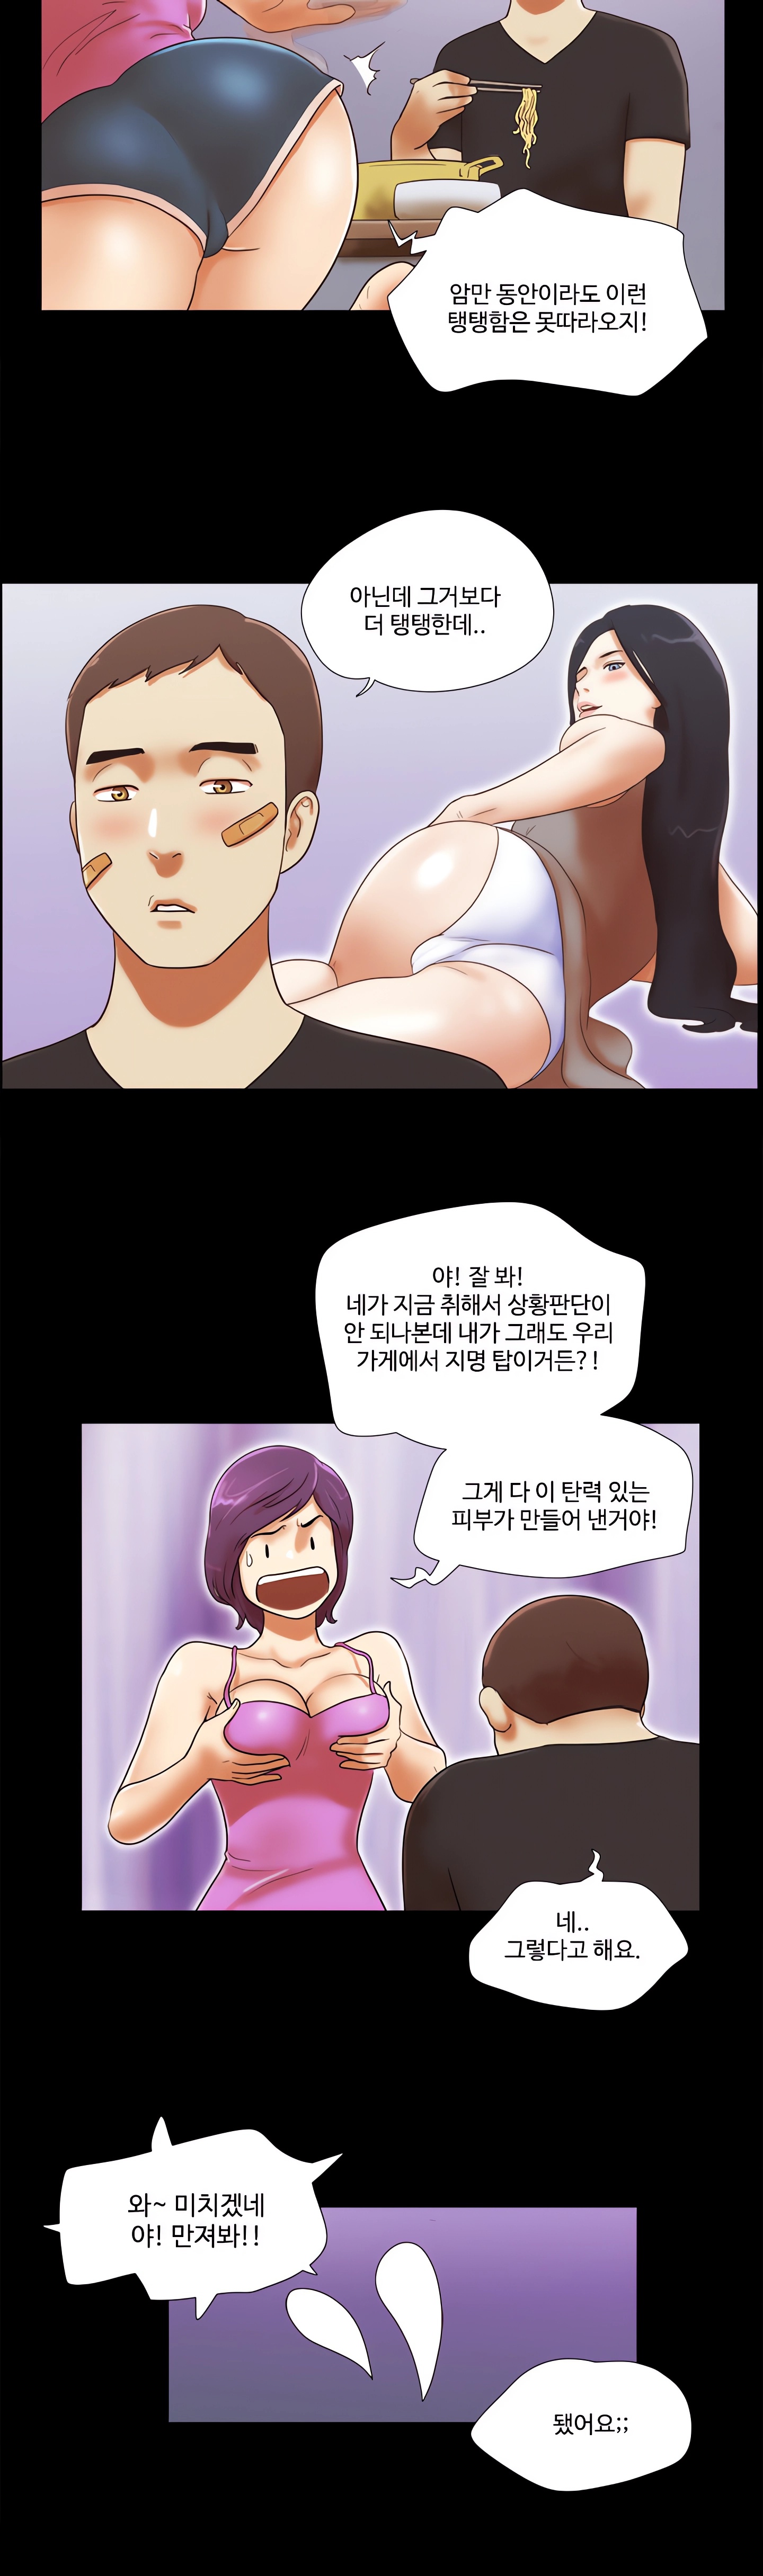 암만 동안이라도 이런
탱탱함은 못따라오지!
아닌데 그거보다
더 탱탱한데..
야! 잘 봐!
네가 지금 취해서 상황판단이
안 되나본데 내가 그래도 우리
가게에서 지명 탑이거든?!
그게 다 이 탄력 있는
피부가 만들어 낸거야!
네..
그렇다고 해요.
와~ 미치겠네
야! 만져봐!!
됐어요;;